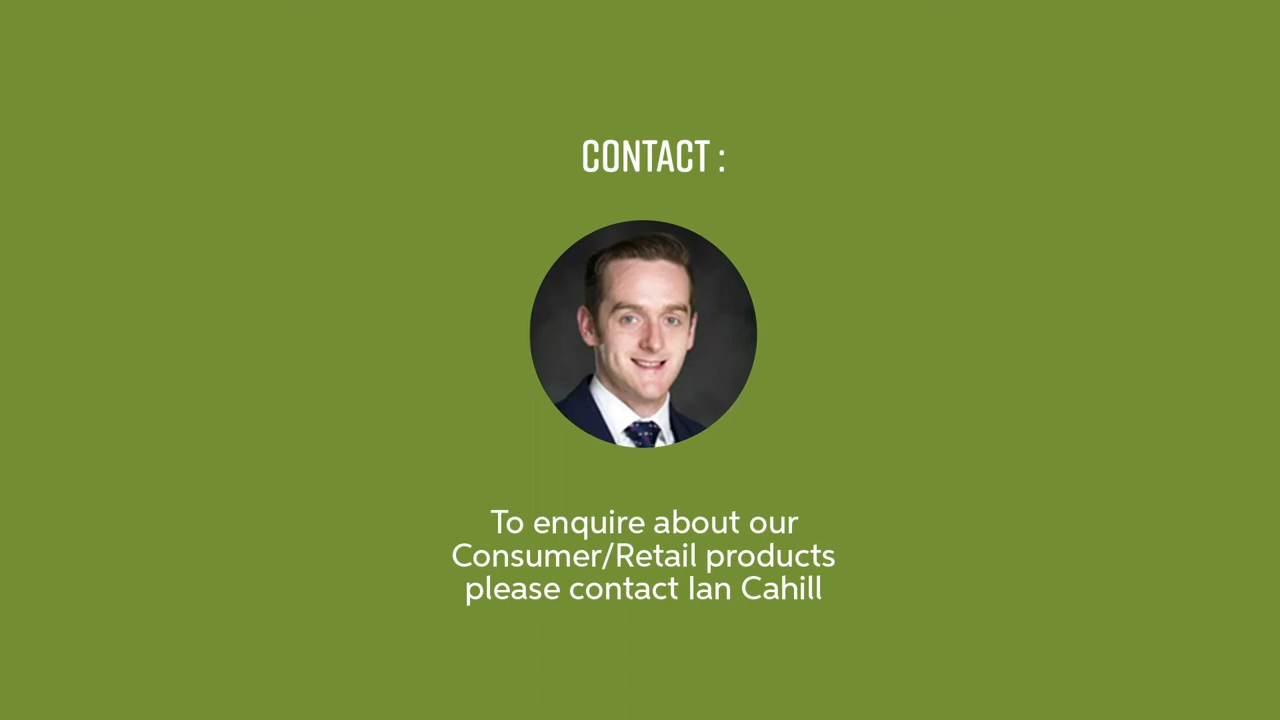 CONTACT :
To enquire about our
Consumer/Retail products
please contact Ian Cahill